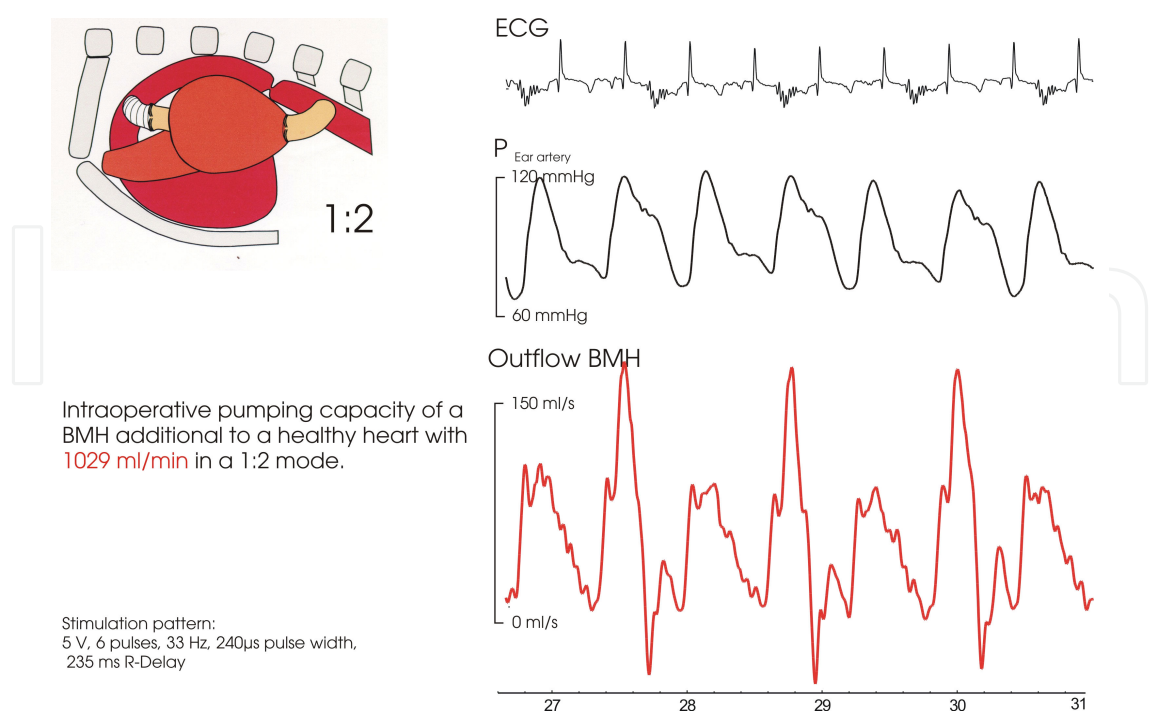 1:2
Intraoperative pumping capacity of a
BMH additional to a healthy heart with
1029 ml/min in a 1:2 mode.
Stimulation pattern:
5 V, 6 pulses, 33 Hz, 240µs pulse width,
235 ms R-Delay
ECG
P Ear artery
120 mmHg
60 mmHg
Outflow BMH
150 ml/s
0 ml/s
27 28 29 30 31